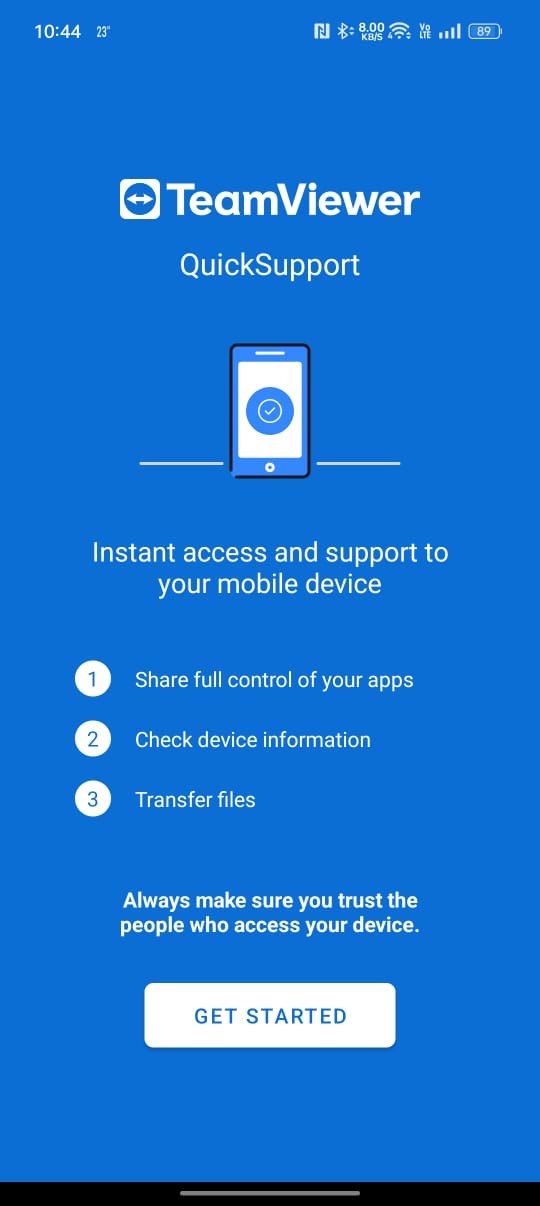 10:44 23° 8.00 KB/S Vo LTE 89
TeamViewer
QuickSupport
Instant access and support to
your mobile device
1 Share full control of your apps
2 Check device information
3 Transfer files
Always make sure you trust the
people who access your device.
GET STARTED